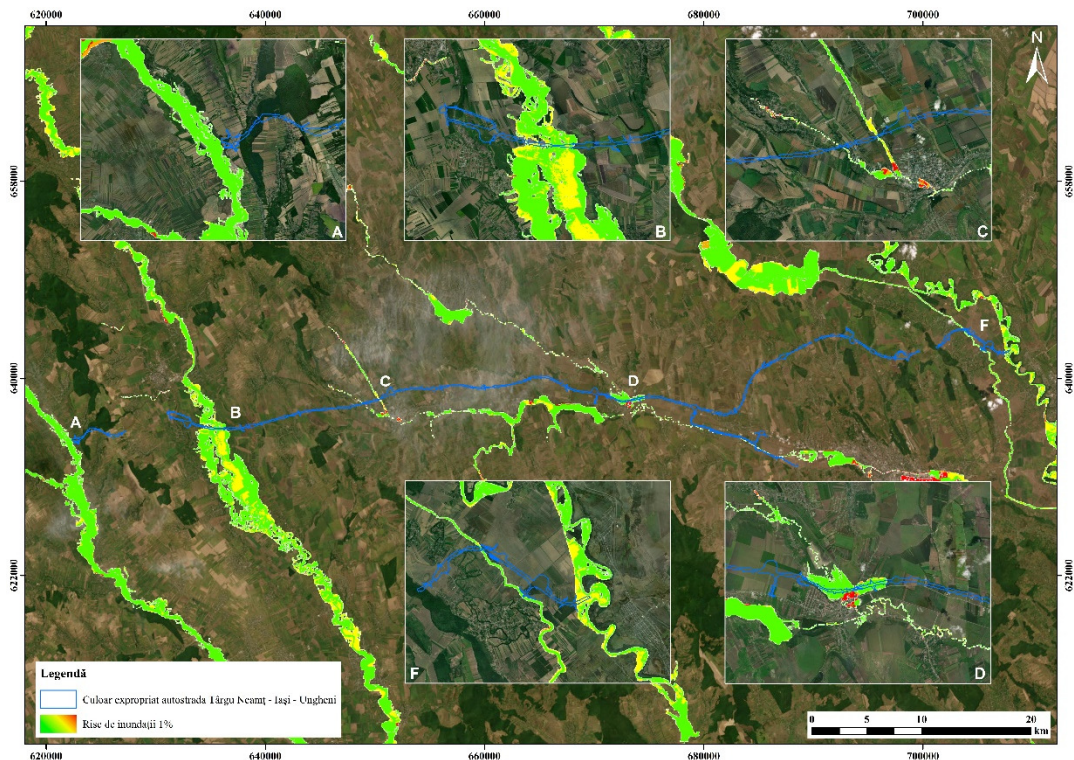 620000 640000 660000 680000 700000
N
A
B
C
658000
658000
F
640000
640000
C
D
A
B
622000
622000
F
D
Legendă
Culoar expropriat autostrada Târgu Neamț - Iași - Ungheni
Risc de inundații 1%
0 5 10 20
km
620000 640000 660000 680000 700000